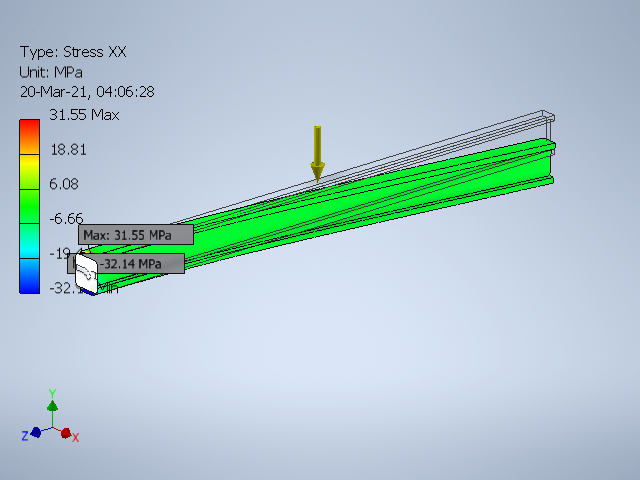 Type: Stress XX
Unit: MPa
20-Mar-21, 04:06:28
31.55 Max
18.81
6.08
-6.66
Max: 31.55 MPa
-32.14 MPa
Y
Z
X